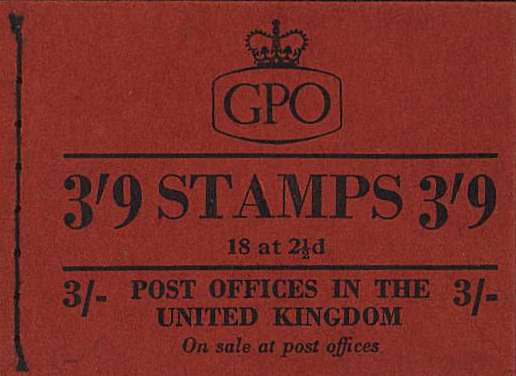 GPO
3'9 STAMPS 3'9
18 at 2½d
3/- POST OFFICES IN THE 3/-
UNITED KINGDOM
On sale at post offices